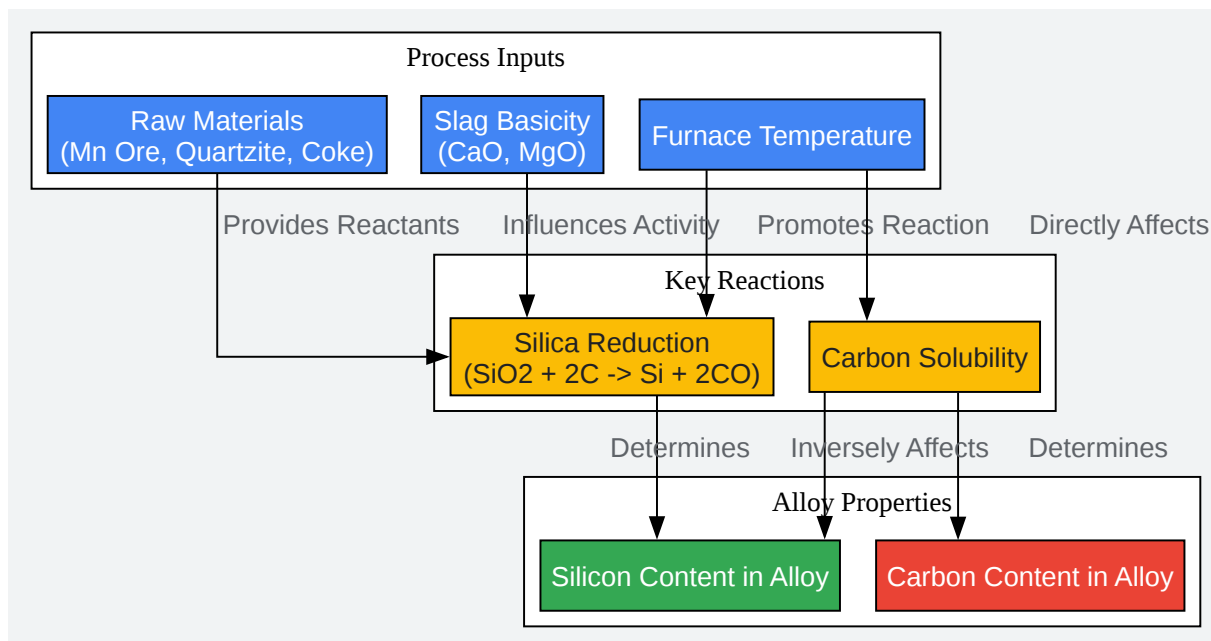 Process Inputs
Raw Materials
(Mn Ore, Quartzite, Coke)
Slag Basicity
(CaO, MgO)
Furnace Temperature
Provides Reactants
Influences Activity
Promotes Reaction
Directly Affects
Key Reactions
Silica Reduction
(SiO2 + 2C -> Si + 2CO)
Carbon Solubility
Determines
Inversely Affects
Determines
Alloy Properties
Silicon Content in Alloy
Carbon Content in Alloy